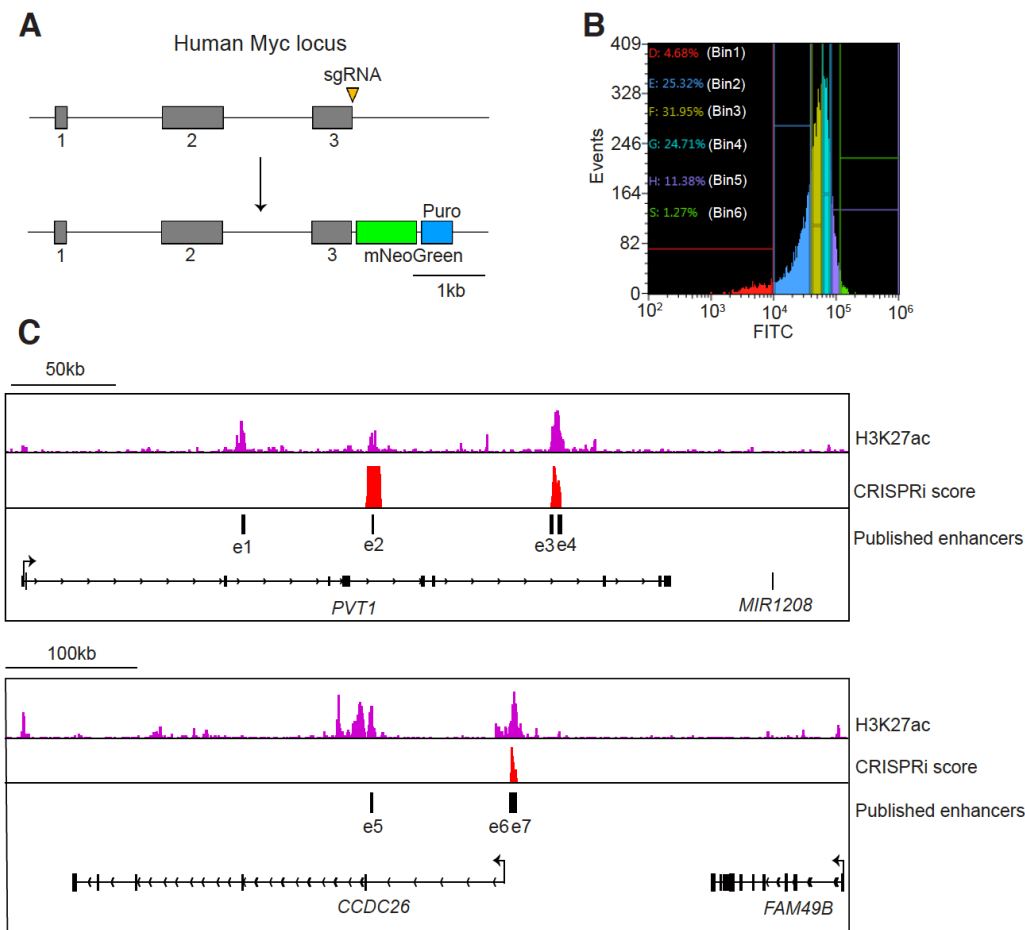 A
Human Myc locus
sgRNA
1
2
3
Puro
1
2
3
mNeoGreen
1kb
B
409
328
246
164
82
0
Events
D: 4.68% (Bin1)
E: 25.32% (Bin2)
F: 31.95% (Bin3)
G: 24.71% (Bin4)
H: 11.38% (Bin5)
S: 1.27% (Bin6)
10² 10³ 10⁴ 10⁵ 10⁶
FITC
C
50kb
H3K27ac
CRISPRi score
Published enhancers
e1 e2 e3 e4
PVT1
MIR1208
100kb
H3K27ac
CRISPRi score
Published enhancers
e5 e6 e7
CCDC26
FAM49B